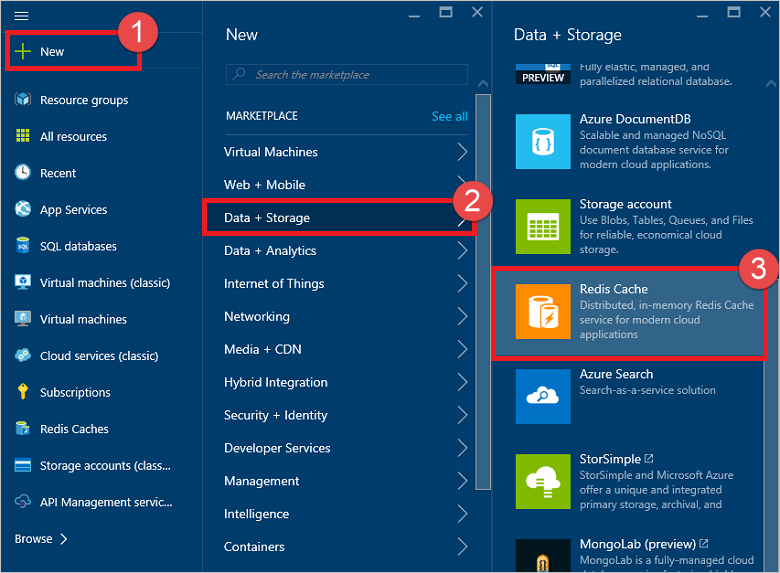 1
New
Resource groups
All resources
Recent
App Services
SQL databases
Virtual machines (classic)
Virtual machines
Cloud services (classic)
Subscriptions
Redis Caches
Storage accounts (class...
API Management servic...
Browse
New
Search the marketplace
MARKETPLACE See all
Virtual Machines
Web + Mobile
2
Data + Storage
Data + Analytics
Internet of Things
Networking
Media + CDN
Hybrid Integration
Security + Identity
Developer Services
Management
Intelligence
Containers
Data + Storage
Fully elastic, managed, and
parallelized relational database.
PREVIEW
Azure DocumentDB
Scalable and managed NoSQL
document database service for
modern cloud applications.
Storage account
Use Blobs, Tables, Queues, and Files
for reliable, economical cloud
storage.
3
Redis Cache
Distributed, in-memory Redis Cache
service for modern cloud
applications
Azure Search
Search-as-a-service solution
StorSimple
StorSimple and Microsoft Azure
offer a unique and integrated
primary storage, archival, and
MongoLab (preview)
MongoLab is a fully-managed cloud